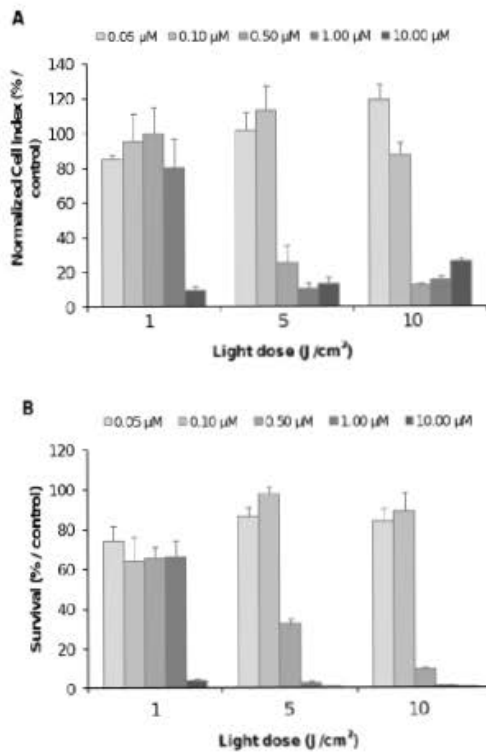 A
0.05 µM 0.10 µM 0.50 µM 1.00 µM 10.00 µM
Normalized Cell Index (% /
control)
140
120
100
80
60
40
20
0
1 5 10
Light dose (J/cm²)
B
0.05 µM 0.10 µM 0.50 µM 1.00 µM 10.00 µM
Survival (% / control)
120
100
80
60
40
20
0
1 5 10
Light dose (J/cm²)